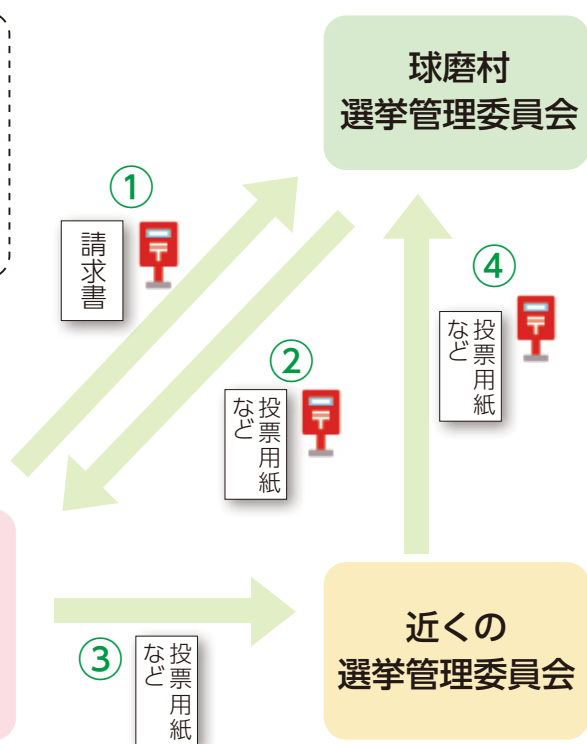 球磨村
選挙管理委員会
①
請求書
②
投票用紙
など
④
投票用紙
など
③
投票用紙
など
近くの
選挙管理委員会